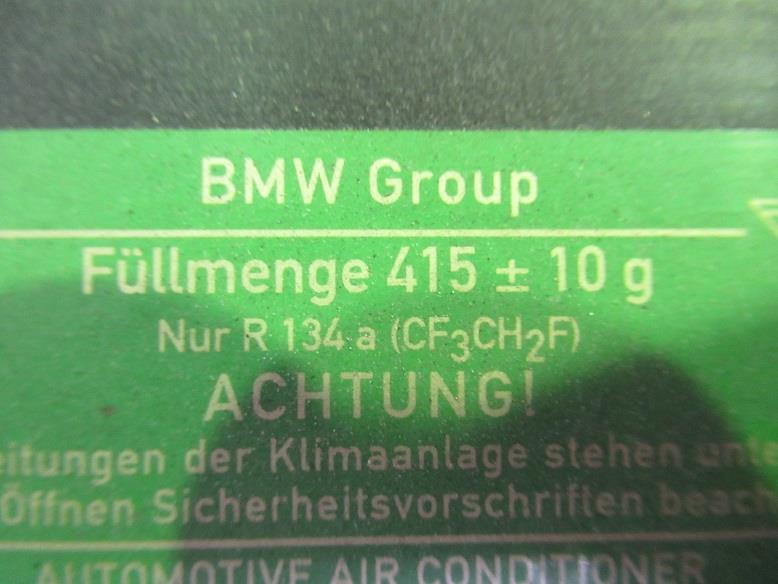 BMW Group
Füllmenge 415 ± 10 g
Nur R 134 a (CF₃CH₂F)
ACHTUNG!
eitungen der Klimaanlage stehen unte
Öffnen Sicherheitsvorschriften beach
AUTOMOTIVE AIR CONDITIONER